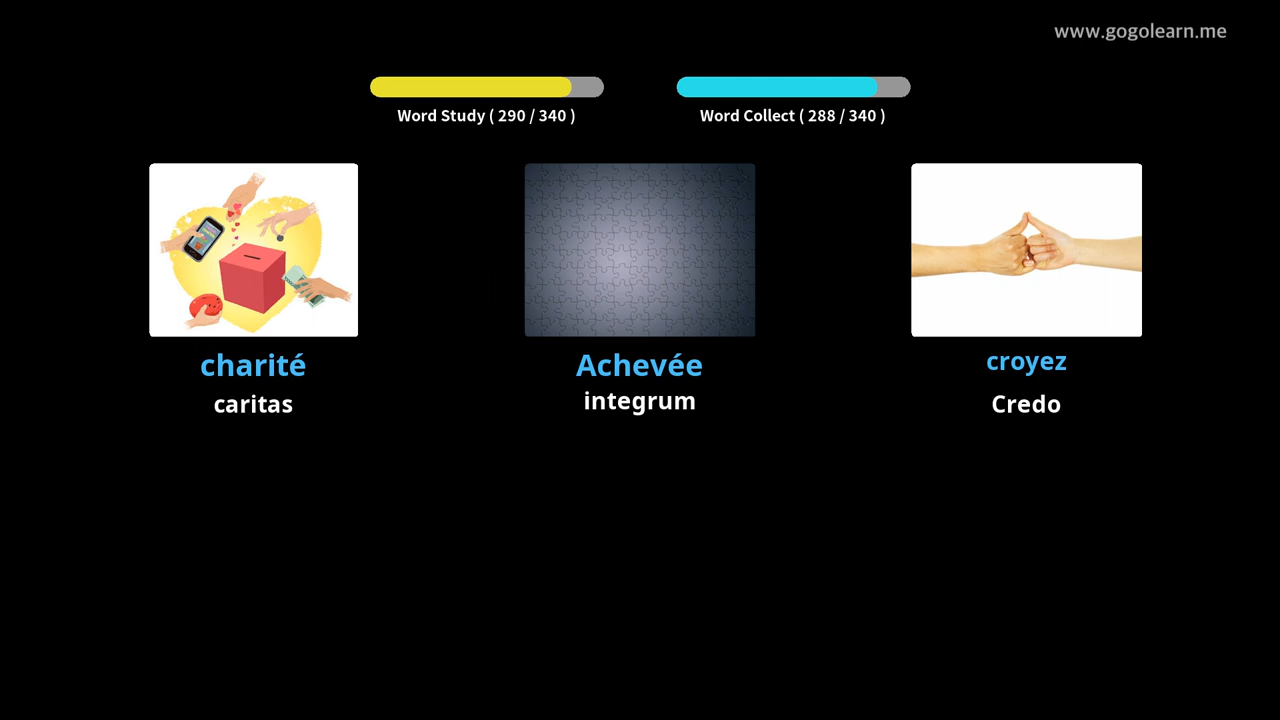 www.gogolearn.me
Word Study ( 290 / 340 )
Word Collect ( 288 / 340 )
charité
Achevée
croyez
caritas
integrum
Credo